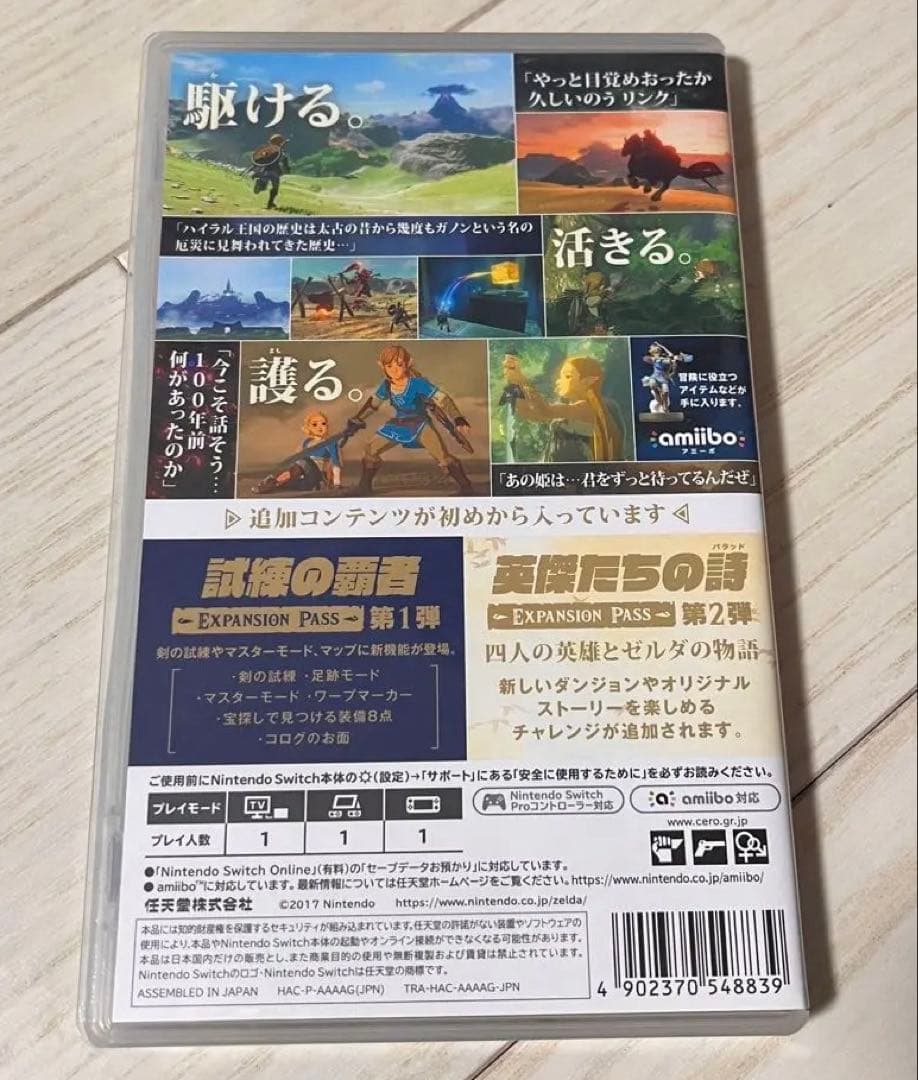 駆ける。
「やっと目覚めおったか
久しいのう リンク」
「ハイラル王国の歴史は太古の昔から幾度もガノンという名の
厄災に見舞われてきた歴史…」
活きる。
「今こそ話そう…
１００年前
何があったのか」
まも
護る。
冒険に役立つ
アイテムなどが
手に入ります。
amiibo
アミーボ
「あの姫は…君をずっと待ってるんだぜ」
追加コンテンツが初めから入っています
試練の覇者
EXPANSION PASS 第1弾
剣の試練やマスターモード、マップに新機能が登場。
・剣の試練 ・足跡モード
・マスターモード ・ワープマーカー
・宝探しで見つける装備8点
・コログのお面
バラッド
英傑たちの詩
EXPANSION PASS 第2弾
四人の英雄とゼルダの物語
新しいダンジョンやオリジナル
ストーリーを楽しめる
チャレンジが追加されます。
ご使用前にNintendo Switch本体の(設定)→「サポート」にある「安全に使用するために」を必ずお読みください。
プレイモード TV
プレイ人数 1 1 1
Nintendo Switch
Proコントローラー対応
amiibo 対応
www.cero.gr.jp
●「Nintendo Switch Online」(有料)の「セーブデータお預かり」に対応しています。
●amiibo™に対応しています。最新情報については任天堂ホームページをご覧ください。https://www.nintendo.co.jp/amiibo/
任天堂株式会社 ©2017 Nintendo https://www.nintendo.co.jp/zelda/
本品には知的財産権を保護するセキュリティが組み込まれています。任天堂の許諾がない装置やソフトウェアの
使用により、本品やNintendo Switch本体の起動やオンライン接続ができなくなる可能性があります。
本品は日本国内だけの販売とし、また商業目的の使用や無断複製および賃貸は禁止されています。
Nintendo Switchのロゴ・Nintendo Switchは任天堂の商標です。
ASSEMBLED IN JAPAN HAC-P-AAAAG(JPN) TRA-HAC-AAAAG-JPN
4 902370 548839